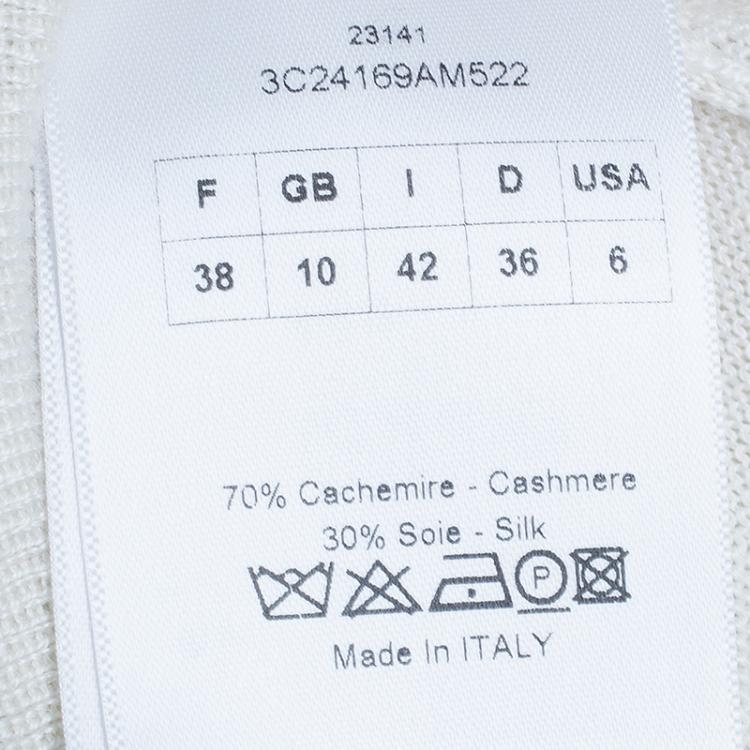 23141
3C24169AM522
F GB I D USA
38 10 42 36 6
70% Cachemire - Cashmere
30% Soie - Silk
P
Made In ITALY